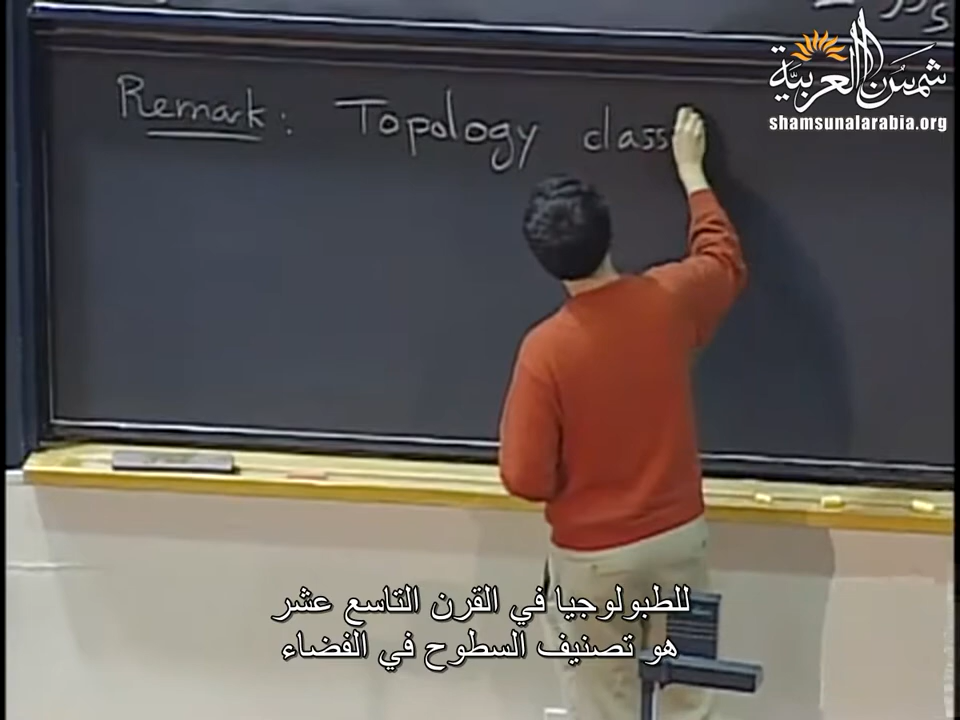 شمس العربية
shamsunalarabia.org
Remark: Topology class
للطبولوجيا في القرن التاسع عشر
هو تصنيف السطوح في الفضاء